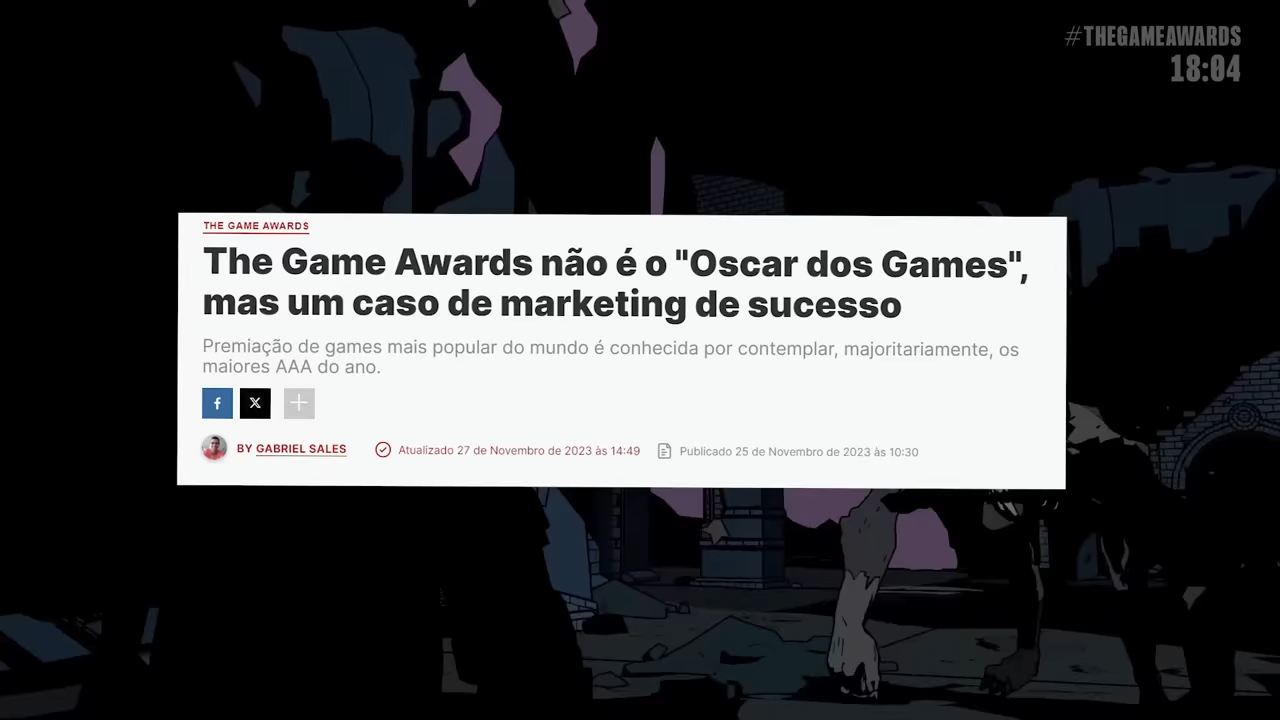 #THEGAMEAWARDS
18:04
THE GAME AWARDS
The Game Awards não é o "Oscar dos Games",
mas um caso de marketing de sucesso
Premiação de games mais popular do mundo é conhecida por contemplar, majoritariamente, os
maiores AAA do ano.
BY GABRIEL SALES Atualizado 27 de Novembro de 2023 às 14:49 Publicado 25 de Novembro de 2023 às 10:30